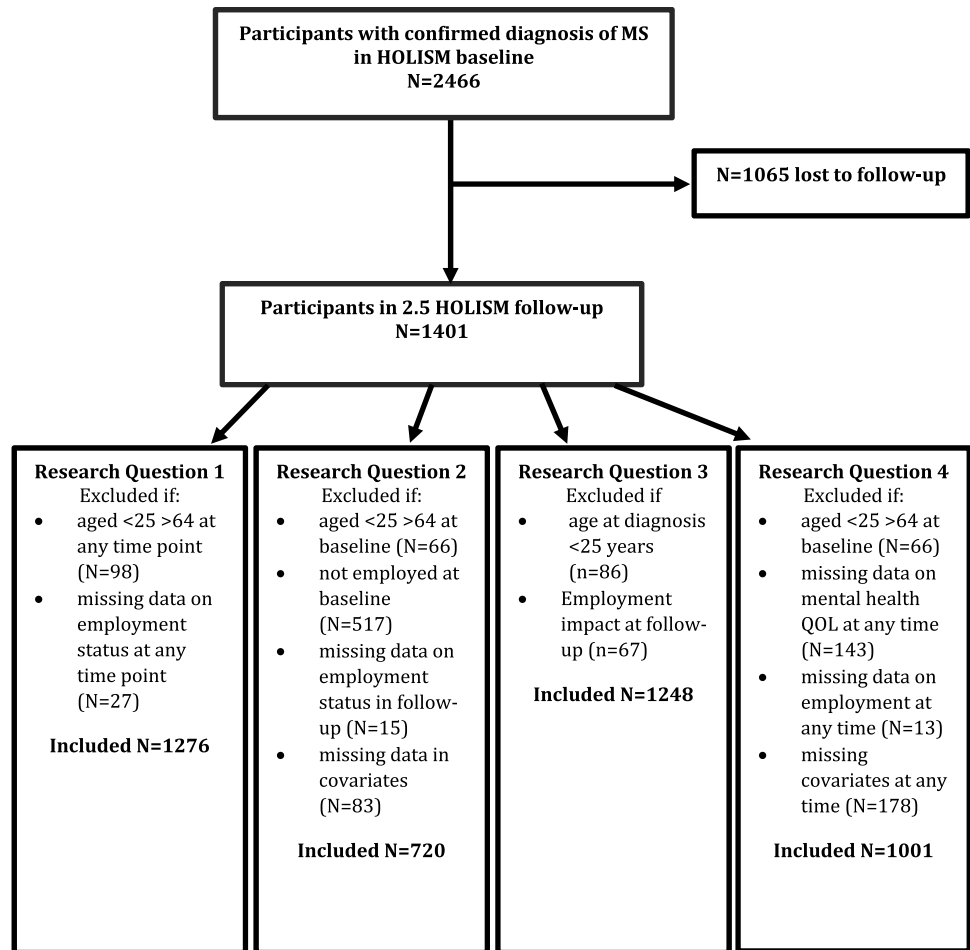 Participants with confirmed diagnosis of MS
in HOLISM baseline
N=2466
N=1065 lost to follow-up
Participants in 2.5 HOLISM follow-up
N=1401
Research Question 1
Excluded if:
• aged <25 >64 at
any time point
(N=98)
• missing data on
employment
status at any
time point
(N=27)
Included N=1276
Research Question 2
Excluded if:
• aged <25 >64 at
baseline (N=66)
• not employed at
baseline
(N=517)
• missing data on
employment
status in follow-
up (N=15)
• missing data in
covariates
(N=83)
Included N=720
Research Question 3
Excluded if
• age at diagnosis
<25 years
(n=86)
• Employment
impact at follow-
up (n=67)
Included N=1248
Research Question 4
Excluded if:
• aged <25 >64 at
baseline (N=66)
• missing data on
mental health
QOL at any time
(N=143)
• missing data on
employment at
any time (N=13)
• missing
covariates at any
time (N=178)
Included N=1001